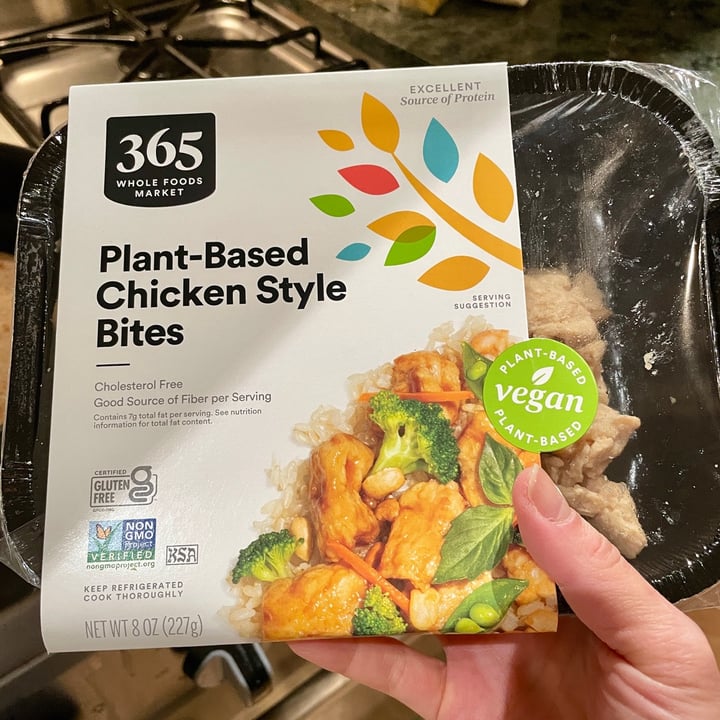 EXCELLENT
Source of Protein
365
WHOLE FOODS
MARKET
Plant-Based
Chicken Style
Bites
SERVING
SUGGESTION
PLANT-BASED
vegan
PLANT-BASED
Cholesterol Free
Good Source of Fiber per Serving
Contains 7g total fat per serving. See nutrition
information for total fat content.
CERTIFIED
GLUTEN
FREE
NON
GMO
Project
VERIFIED
nongmoproject.org
KSA
KEEP REFRIGERATED
COOK THOROUGHLY
NET WT 8 OZ (227g)